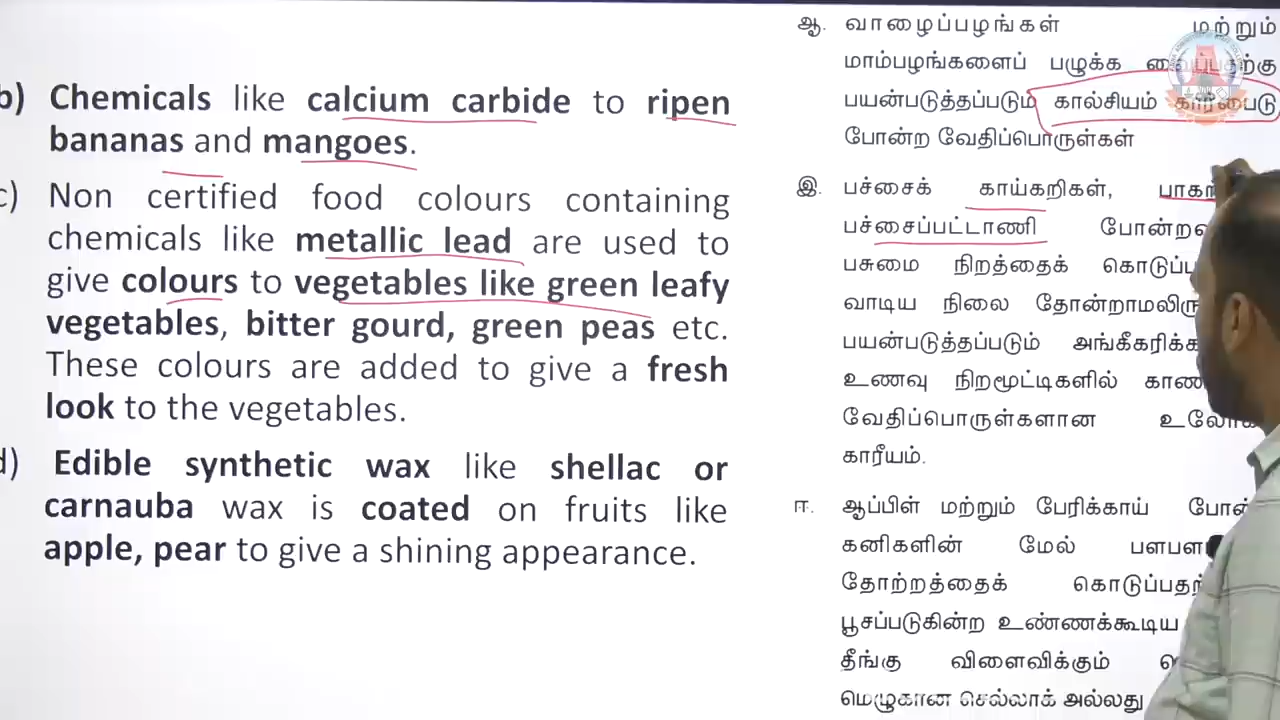 b) Chemicals like calcium carbide to ripen
bananas and mangoes.
c) Non certified food colours containing
chemicals like metallic lead are used to
give colours to vegetables like green leafy
vegetables, bitter gourd, green peas etc.
These colours are added to give a fresh
look to the vegetables.
d) Edible synthetic wax like shellac or
carnauba wax is coated on fruits like
apple, pear to give a shining appearance.
ஆ. வாழைப்பழங்கள் மற்றும்
மாம்பழங்களைப் பழுக்க வைப்பதற்கு
பயன்படுத்தப்படும் கால்சியம் கார்பைடு
போன்ற வேதிப்பொருள்கள்
இ. பச்சைக் காய்கறிகள்,
பச்சைப்பட்டாணி
பசுமை நிறத்தைக்
வாடிய நிலை
பயன்படுத்தப்படும்
உணவு நிறமூட்டிகளில்
வேதிப்பொருள்களான
காரீயம்.
ஈ. ஆப்பிள் மற்றும் பேரிக்காய்
கனிகளின் மேல்
தோற்றத்தைக்
பூசப்படுகின்ற உண்ணக்கூடிய
தீங்கு விளைவிக்கும்
மெழுகான செல்லாக் அல்லது